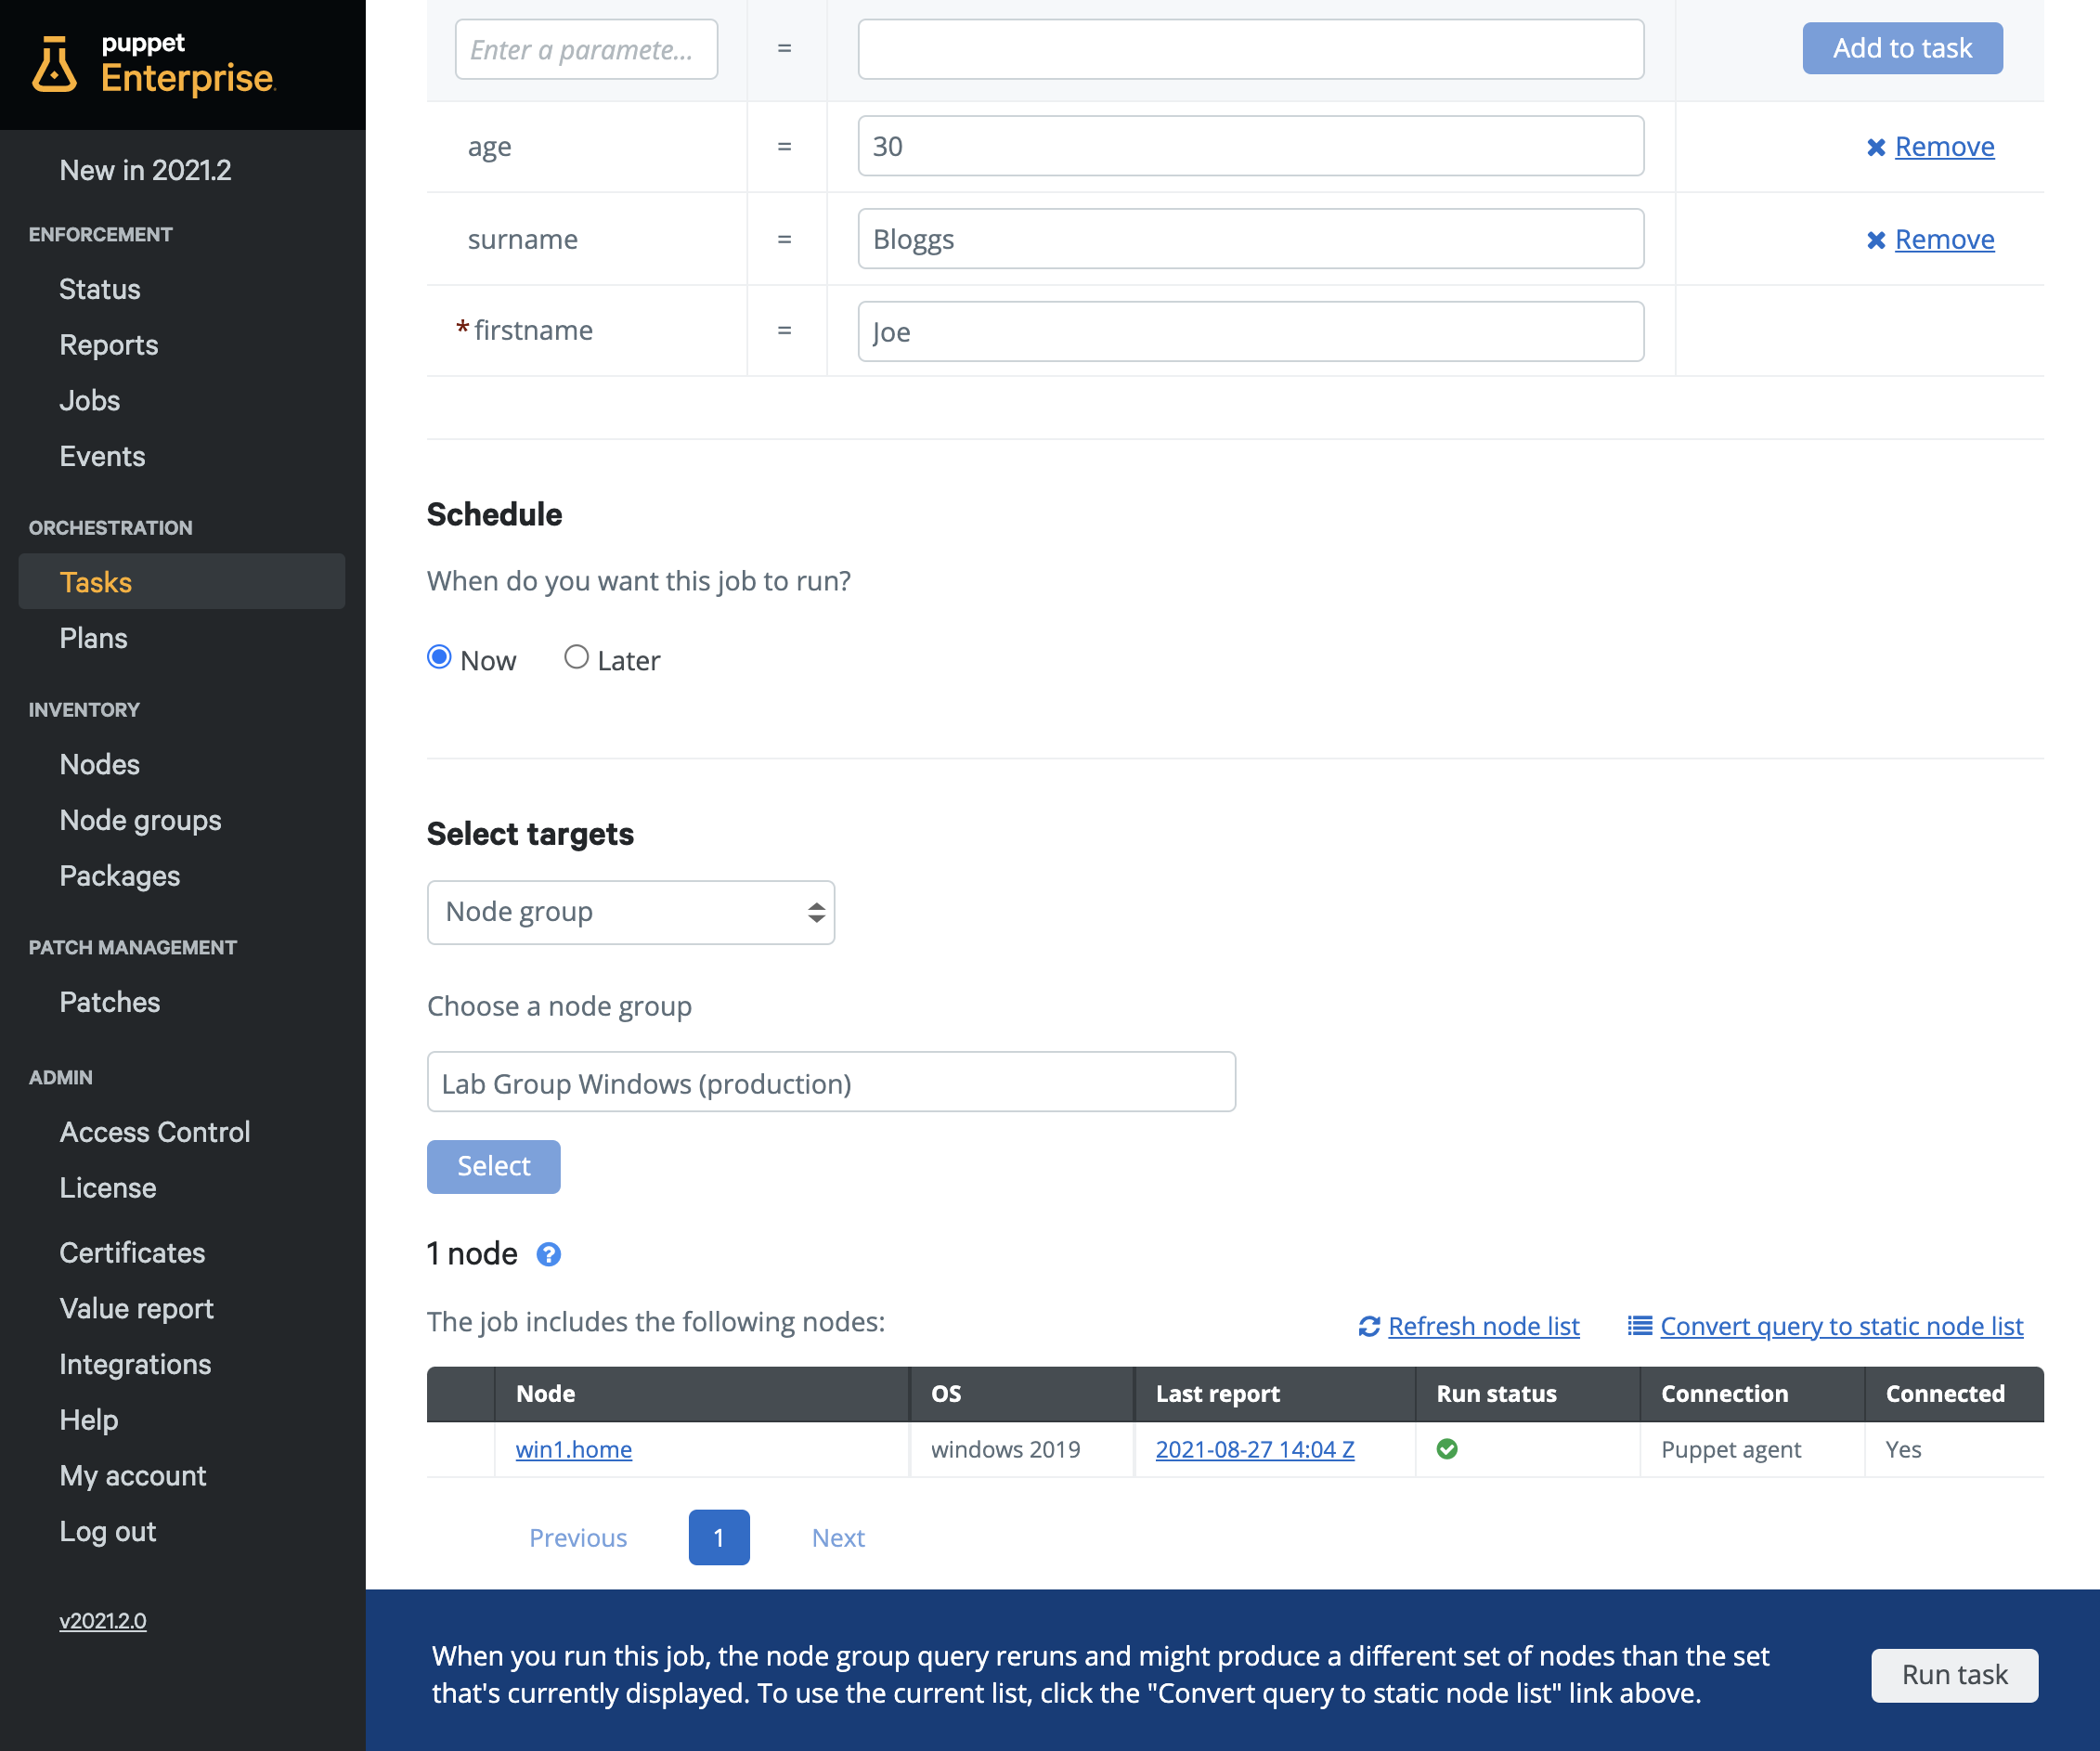 puppet
Enterprise
New in 2021.2
ENFORCEMENT
Status
Reports
Jobs
Events
ORCHESTRATION
Tasks
Plans
INVENTORY
Nodes
Node groups
Packages
PATCH MANAGEMENT
Patches
ADMIN
Access Control
License
Certificates
Value report
Integrations
Help
My account
Log out
v2021.2.0
Enter a paramete... = Add to task
age = 30 Remove
surname = Bloggs Remove
* firstname = Joe
Schedule
When do you want this job to run?
Now Later
Select targets
Node group
Choose a node group
Lab Group Windows (production)
Select
1 node ?
The job includes the following nodes: Refresh node list Convert query to static node list
Node OS Last report Run status Connection Connected
win1.home windows 2019 2021-08-27 14:04 Z Puppet agent Yes
Previous 1 Next
When you run this job, the node group query reruns and might produce a different set of nodes than the set
that's currently displayed. To use the current list, click the "Convert query to static node list" link above.
Run task